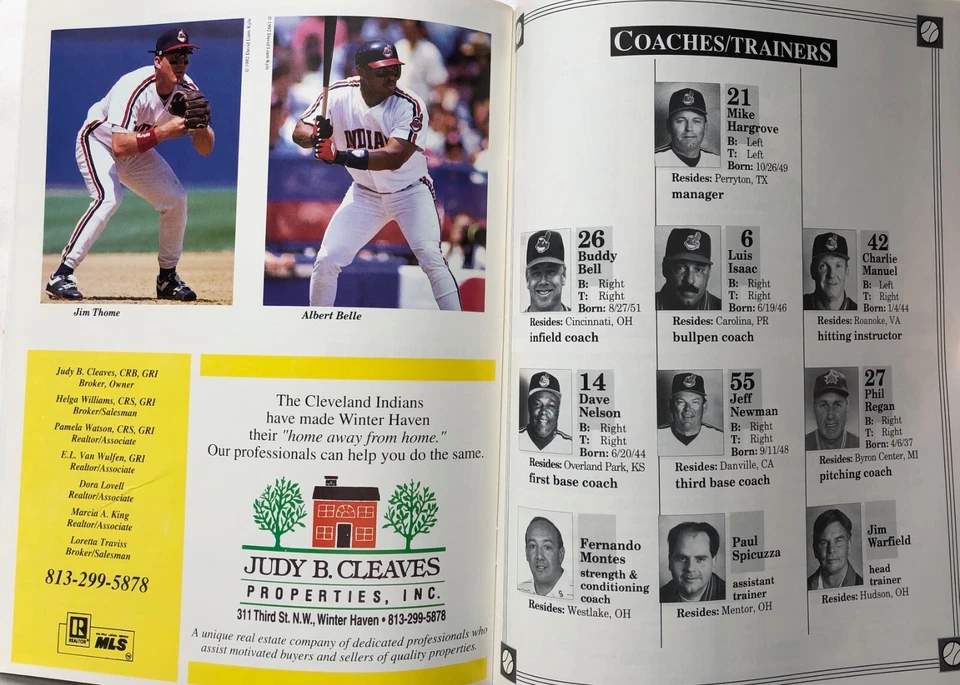 © 1992 David Liam Kyle
© 1992 David Liam Kyle
INDIA
Jim Thome
Albert Belle
Judy B. Cleaves, CRB, GRI
Broker, Owner
Helga Williams, CRS, GRI
Broker/Salesman
Pamela Watson, CRS, GRI
Realtor/Associate
E.L. Van Wulfen, GRI
Realtor/Associate
Dora Lovell
Realtor/Associate
Marcia A. King
Realtor/Associate
Loretta Traviss
Broker/Salesman
813-299-5878
R
REALTOR
MLS
The Cleveland Indians
have made Winter Haven
their "home away from home."
Our professionals can help you do the same.
JUDY B. CLEAVES
PROPERTIES, INC.
311 Third St. N.W., Winter Haven • 813-299-5878
A unique real estate company of dedicated professionals who
assist motivated buyers and sellers of quality properties.
COACHES/TRAINERS
21
Mike
Hargrove
B: Left
T: Left
Born: 10/26/49
Resides: Perryton, TX
manager
26
Buddy
Bell
B: Right
T: Right
Born: 8/27/51
Resides: Cincinnati, OH
infield coach
6
Luis
Isaac
B: Right
T: Right
Born: 6/19/46
Resides: Carolina, PR
bullpen coach
42
Charlie
Manuel
B: Left
T: Right
Born: 1/4/44
Resides: Roanoke, VA
hitting instructor
14
Dave
Nelson
B: Right
T: Right
Born: 6/20/44
Resides: Overland Park, KS
first base coach
55
Jeff
Newman
B: Right
T: Right
Born: 9/11/48
Resides: Danville, CA
third base coach
27
Phil
Regan
B: Right
T: Right
Born: 4/6/37
Resides: Byron Center, MI
pitching coach
Fernando
Montes
strength &
conditioning
coach
Resides: Westlake, OH
Paul
Spicuzza
assistant
trainer
Resides: Mentor, OH
Jim
Warfield
head
trainer
Resides: Hudson, OH